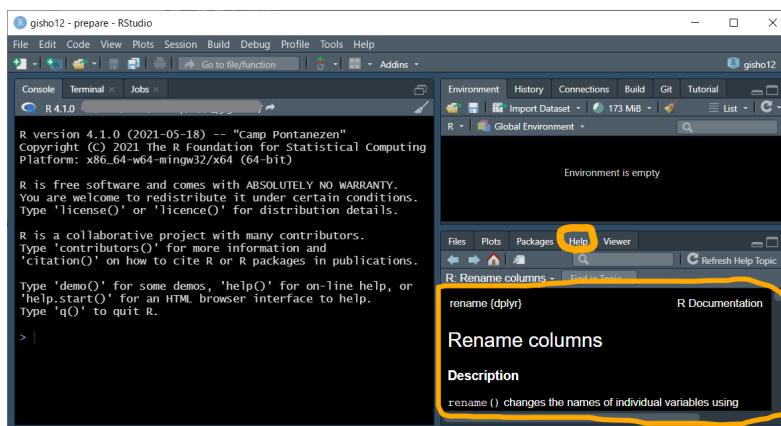 gisho12 - prepare - RStudio
File Edit Code View Plots Session Build Debug Profile Tools Help
Go to file/function Addins gisho12
Console Terminal Jobs
R 4.1.0
R version 4.1.0 (2021-05-18) -- "Camp Pontanezen"
Copyright (C) 2021 The R Foundation for Statistical Computing
Platform: x86_64-w64-mingw32/x64 (64-bit)
R is free software and comes with ABSOLUTELY NO WARRANTY.
You are welcome to redistribute it under certain conditions.
Type 'license()' or 'licence()' for distribution details.
R is a collaborative project with many contributors.
Type 'contributors()' for more information and
'citation()' on how to cite R or R packages in publications.
Type 'demo()' for some demos, 'help()' for on-line help, or
'help.start()' for an HTML browser interface to help.
Type 'q()' to quit R.
>
Environment History Connections Build Git Tutorial
Import Dataset 173 MiB List
R Global Environment
Environment is empty
Files Plots Packages Help Viewer
Refresh Help Topic
R: Rename columns Find in Topic
rename {dplyr} R Documentation
Rename columns
Description
rename() changes the names of individual variables using